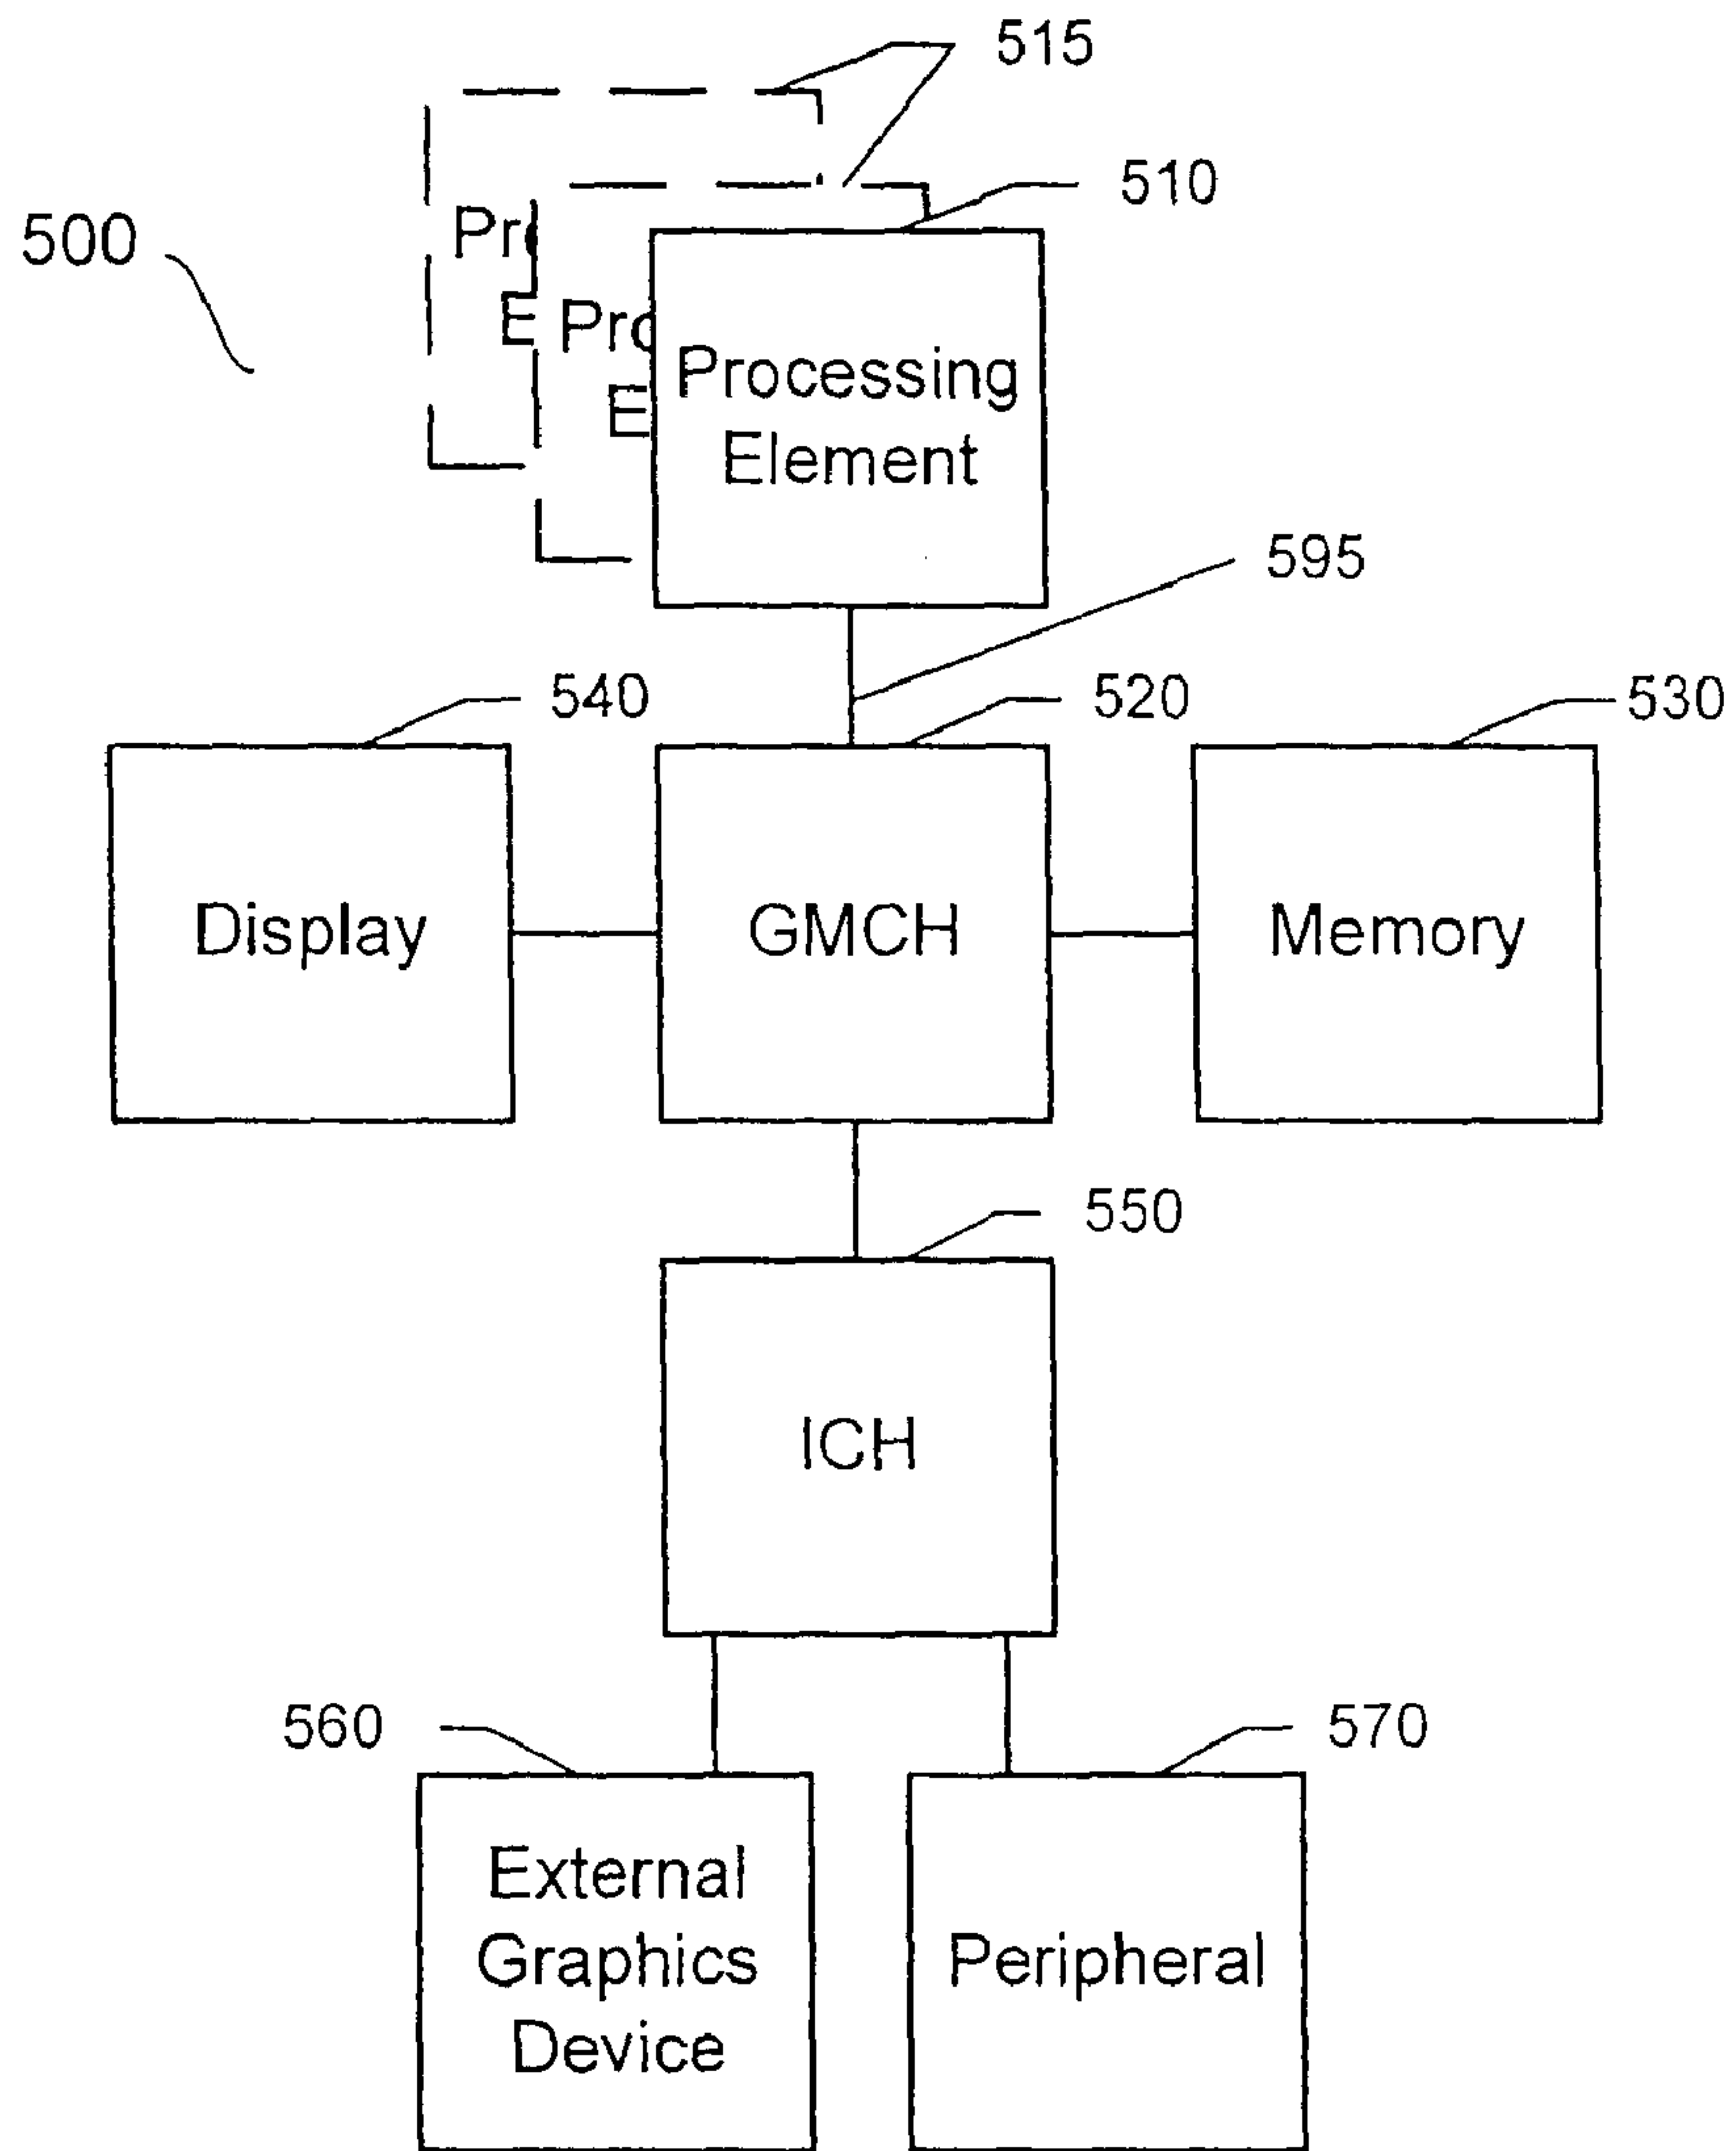 515
510
500
Pro
E
Pro
E
Processing
Element
595
540
520
530
Display
GMCH
Memory
550
ICH
560
570
External
Graphics
Device
Peripheral